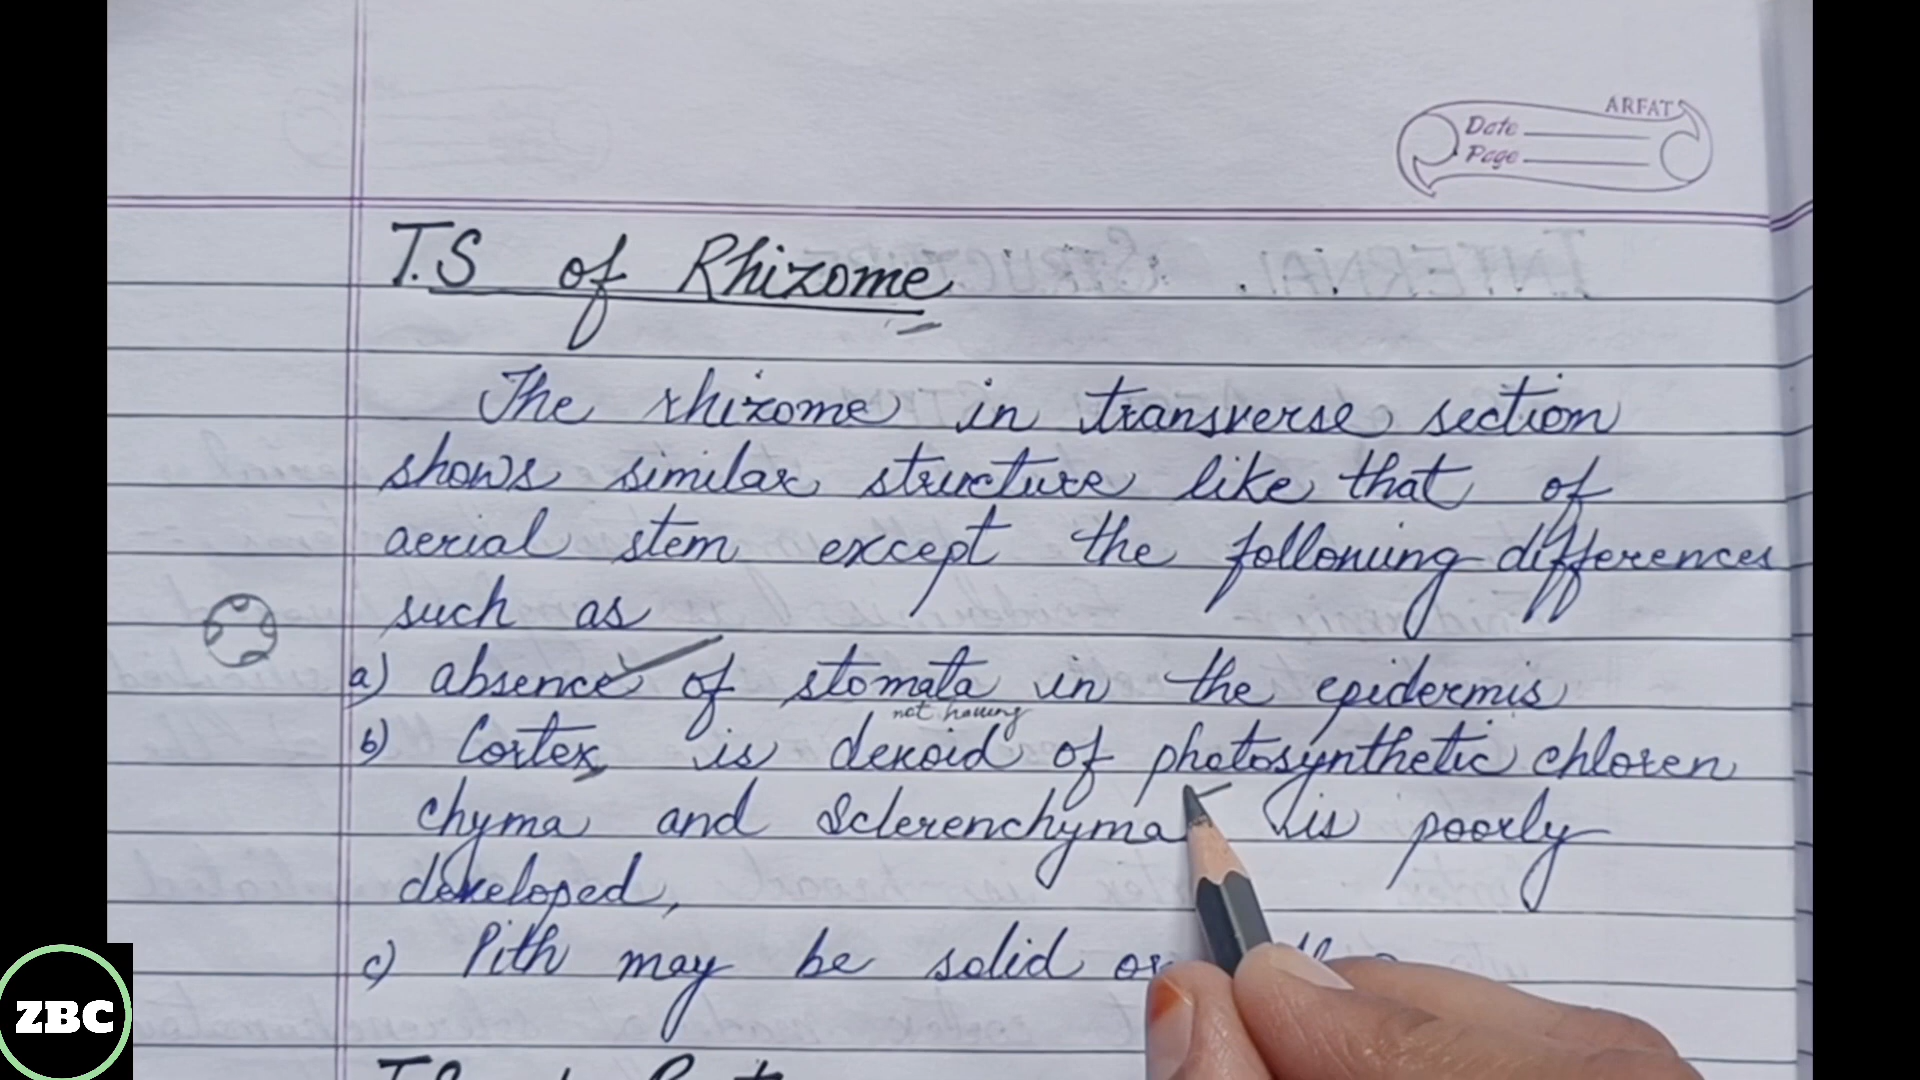 ARFAT
Date
Page
T.S of Rhizome
The rhizome in transverse section
shows similar structure like that of
aerial stem except the following differences
such as
a) absence of stomata in the epidermis
not having
b) Cortex is devoid of photosynthetic chloren
chyma and Sclerenchyma is poorly
developed,
c) Pith may be solid or
ZBC